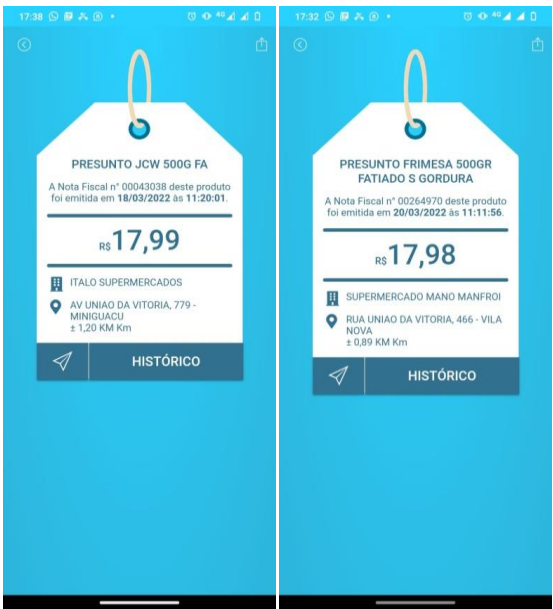 17:38
4G
PRESUNTO JCW 500G FA
A Nota Fiscal n° 00043038 deste produto
foi emitida em 18/03/2022 às 11:20:01.
R$17,99
ITALO SUPERMERCADOS
AV UNIAO DA VITORIA, 779 -
MINIGUACU
± 1,20 KM Km
HISTÓRICO
17:32
4G
PRESUNTO FRIMESA 500GR
FATIADO S GORDURA
A Nota Fiscal n° 00264970 deste produto
foi emitida em 20/03/2022 às 11:11:56.
R$17,98
SUPERMERCADO MANO MANFROI
RUA UNIAO DA VITORIA, 466 - VILA
NOVA
± 0,89 KM Km
HISTÓRICO